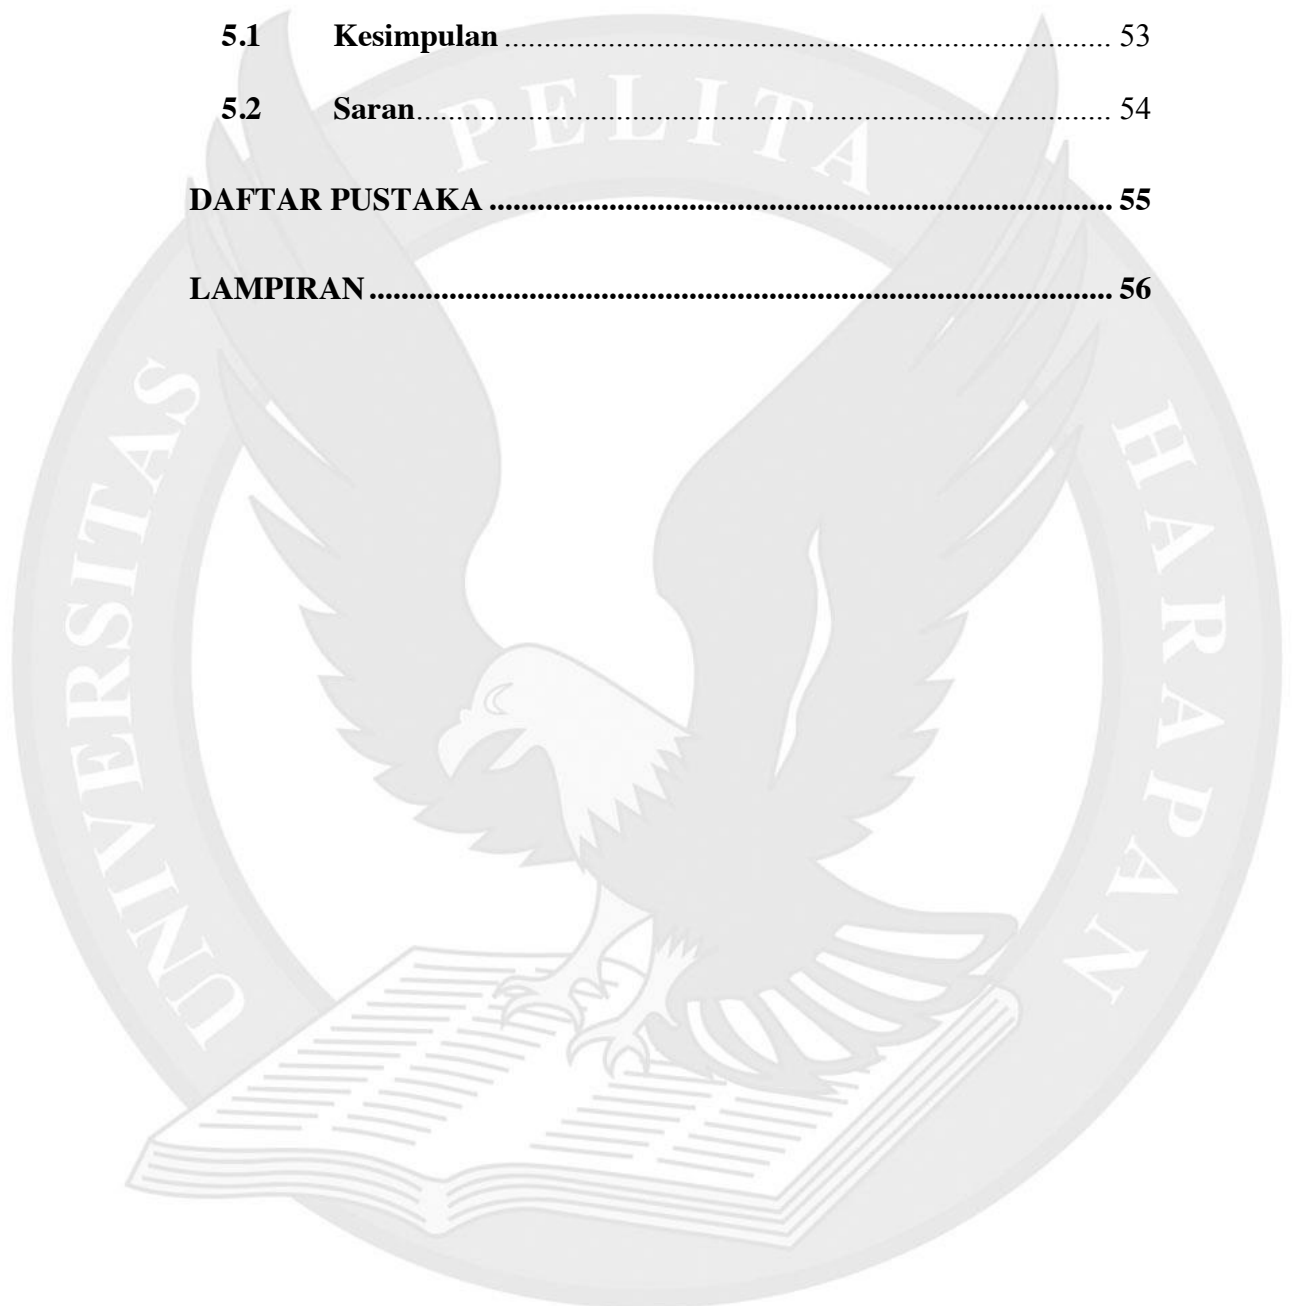 5.1 Kesimpulan ............................................................................ 53
5.2 Saran....................................................................................... 54
DAFTAR PUSTAKA .............................................................................. 55
LAMPIRAN ............................................................................................. 56
UNIVERSITAS PELITA HARAPAN